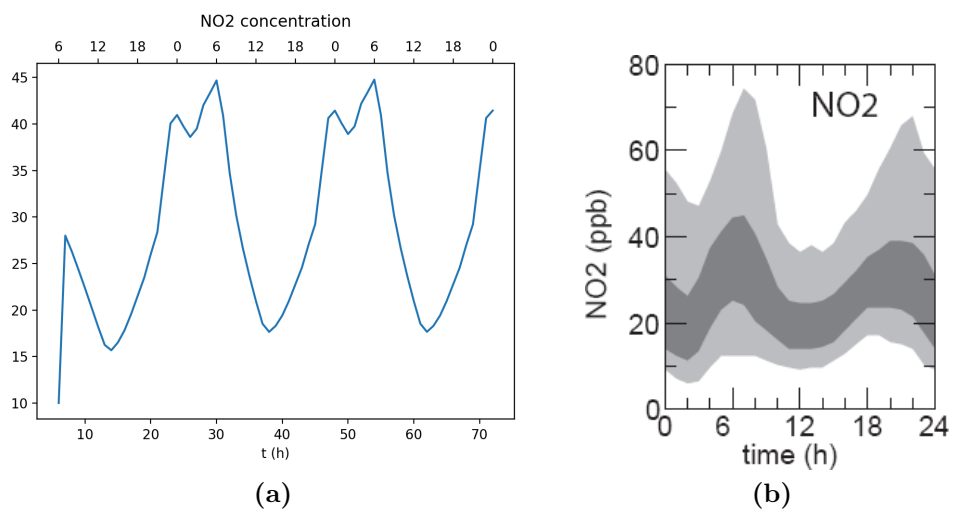 NO2 concentration
6 12 18 0 6 12 18 0 6 12 18 0
45
40
35
30
25
20
15
10
10 20 30 40 50 60 70
t (h)
(a)
80
60
40
20
0
NO2
NO2 (ppb)
0 6 12 18 24
time (h)
(b)